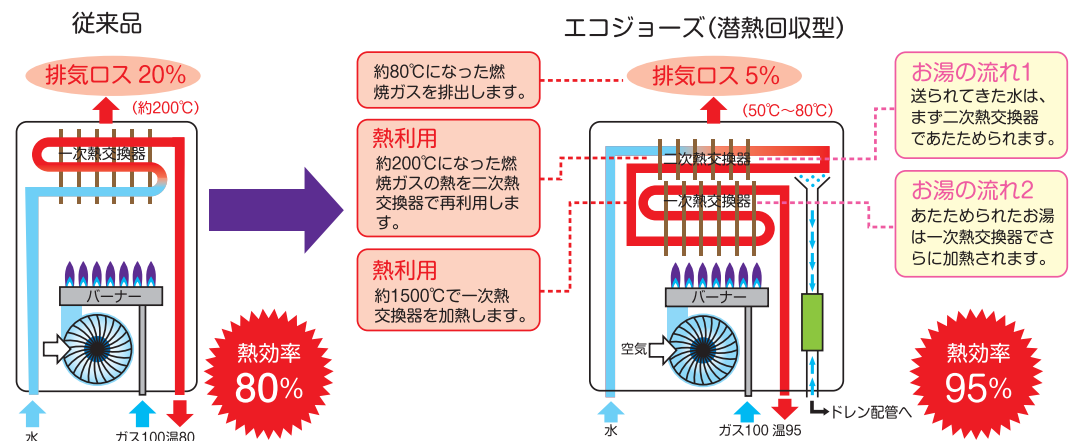 従来品
排気ロス 20%
(約200℃)
一次熱交換器
バーナー
熱効率
80%
水
ガス100
温80
エコジョーズ(潜熱回収型)
約80℃になった燃
焼ガスを排出します。
熱利用
約200℃になった燃
焼ガスの熱を二次熱
交換器で再利用しま
す。
熱利用
約1500℃で一次熱
交換器を加熱します。
排気ロス 5%
(50℃〜80℃)
二次熱交換器
一次熱交換器
バーナー
空気
水
ガス100
温95
ドレン配管へ
お湯の流れ1
送られてきた水は、
まず二次熱交換器
であたためられます。
お湯の流れ2
あたためられたお湯
は一次熱交換器でさ
らに加熱されます。
熱効率
95%